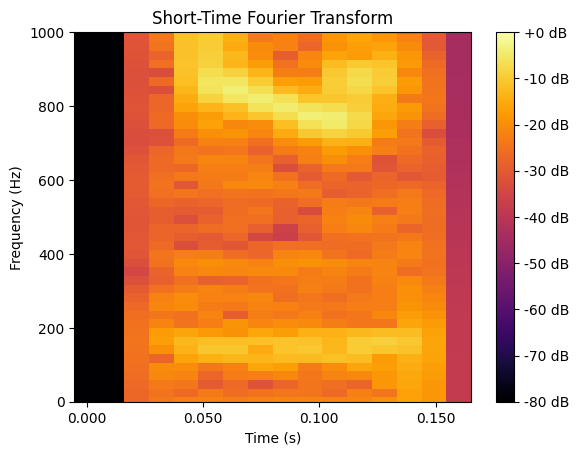 Short-Time Fourier Transform
1000
800
600
400
200
0
Frequency (Hz)
0.000
0.050
0.100
0.150
Time (s)
+0 dB
-10 dB
-20 dB
-30 dB
-40 dB
-50 dB
-60 dB
-70 dB
-80 dB